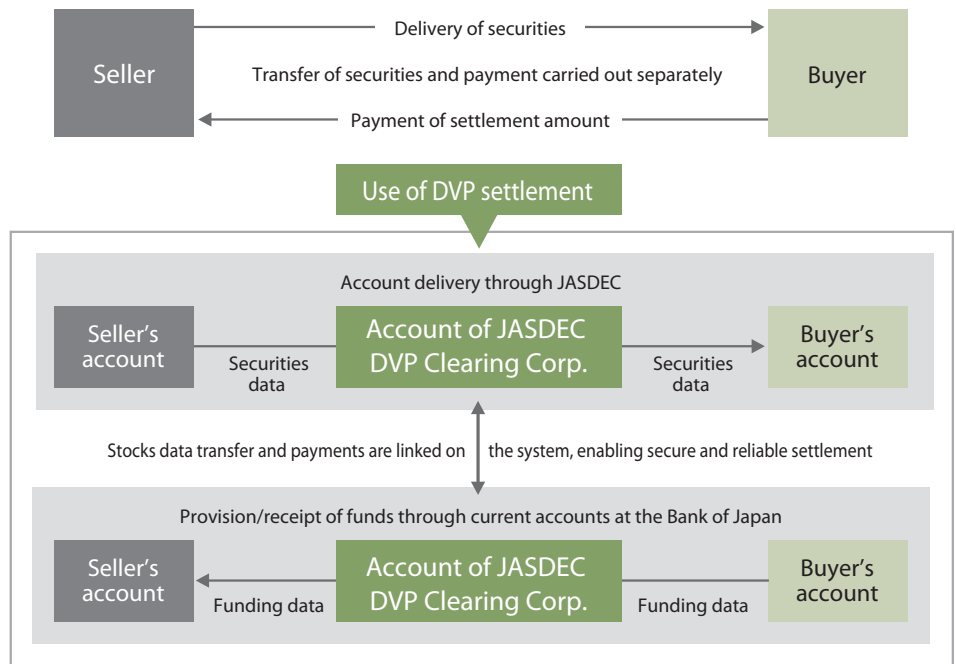 Delivery of securities
Seller
Transfer of securities and payment carried out separately
Buyer
Payment of settlement amount
Use of DVP settlement
Account delivery through JASDEC
Seller's
account
Securities
data
Account of JASDEC
DVP Clearing Corp.
Securities
data
Buyer's
account
Stocks data transfer and payments are linked on the system, enabling secure and reliable settlement
Provision/receipt of funds through current accounts at the Bank of Japan
Seller's
account
Funding data
Account of JASDEC
DVP Clearing Corp.
Funding data
Buyer's
account